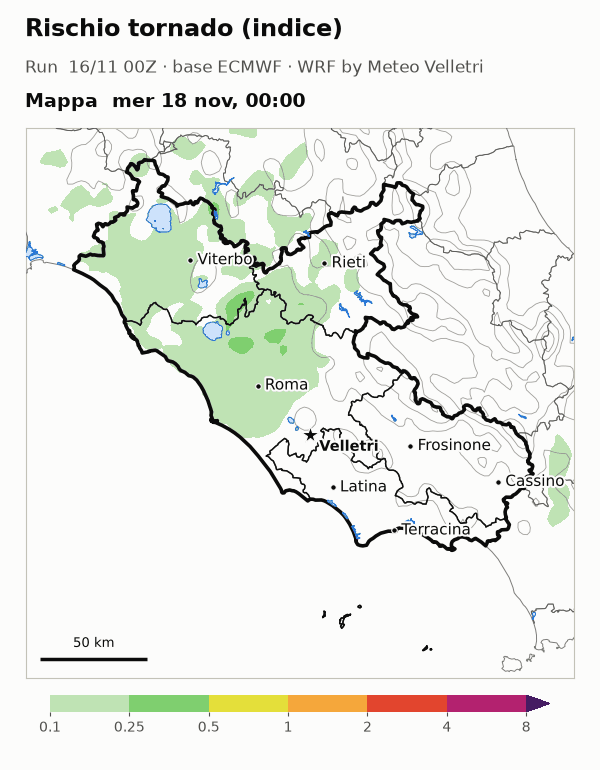 Rischio tornado (indice)
Run  16/11 00Z · base ECMWF · WRF by Meteo Velletri
Mappa  mer 18 nov, 00:00
Viterbo
Rieti
Roma
Velletri
Frosinone
Latina
Cassino
Terracina
50 km
0.1 0.25 0.5 1 2 4 8